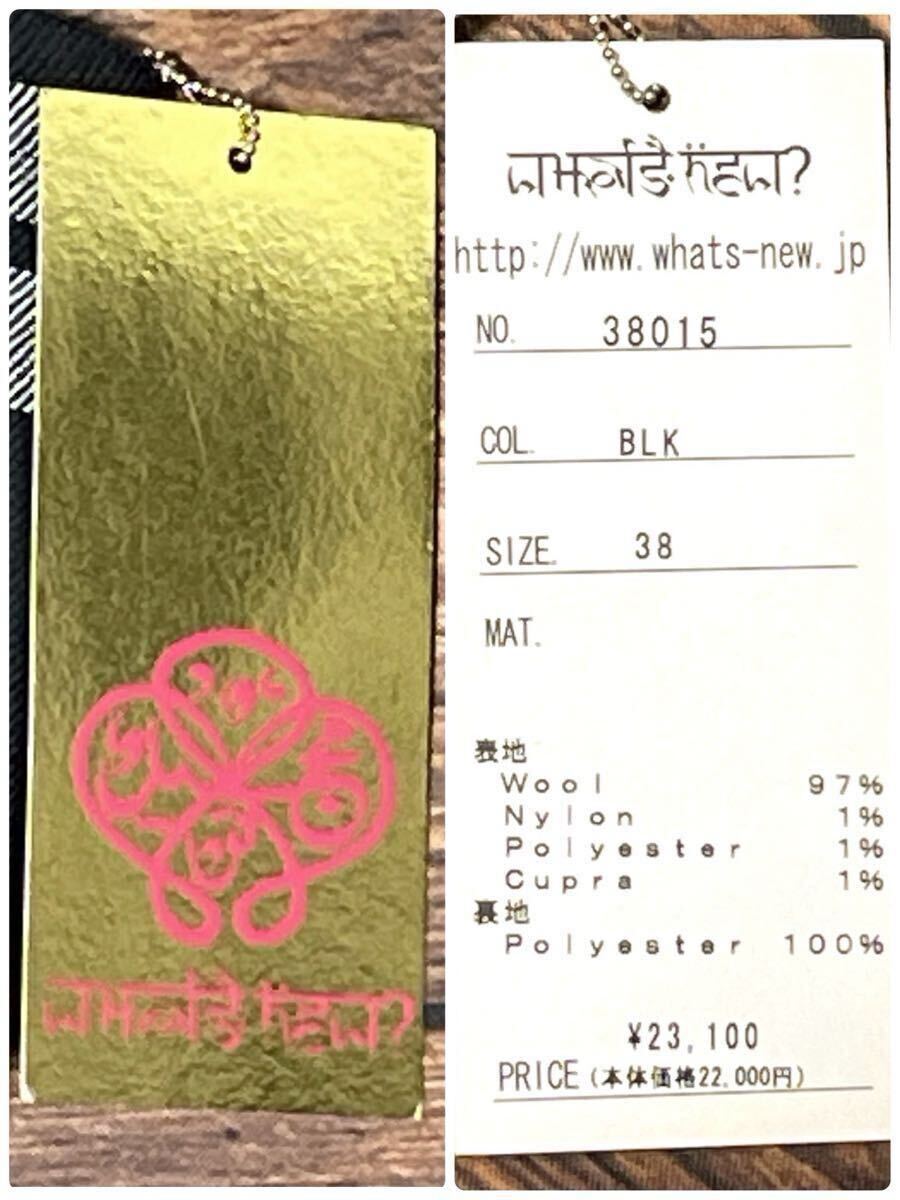 WHAT'S NEW?
WHAT'S NEW?
http://www.whats-new.jp
NO. 38015
COL. BLK
SIZE. 38
MAT.
表地
Wool 97%
Nylon 1%
Polyester 1%
Cupra 1%
裏地
Polyester 100%
¥23,100
PRICE (本体価格22,000円)